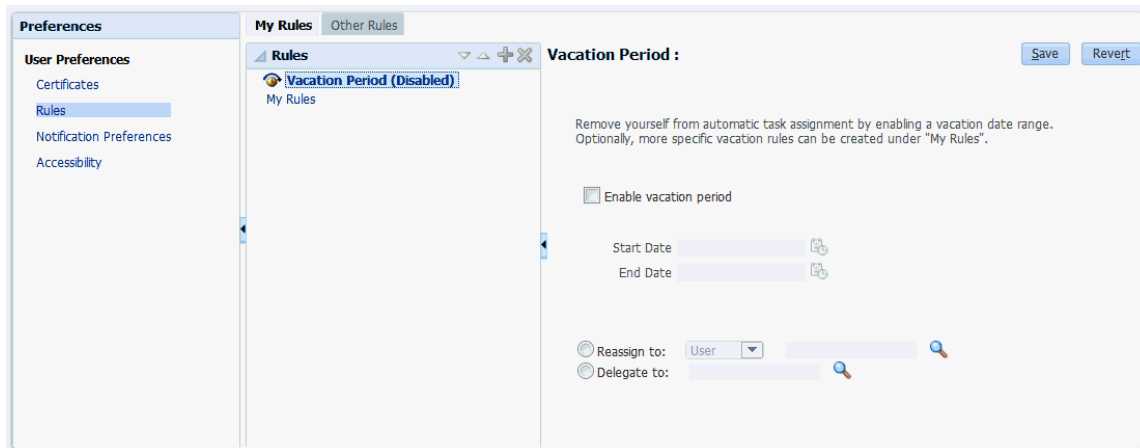 Preferences
User Preferences
Certificates
Rules
Notification Preferences
Accessibility
My Rules
Other Rules
Rules
Vacation Period (Disabled)
My Rules
Vacation Period :
Save
Revert
Remove yourself from automatic task assignment by enabling a vacation date range.
Optionally, more specific vacation rules can be created under "My Rules".
Enable vacation period
Start Date
End Date
Reassign to: User
Delegate to: